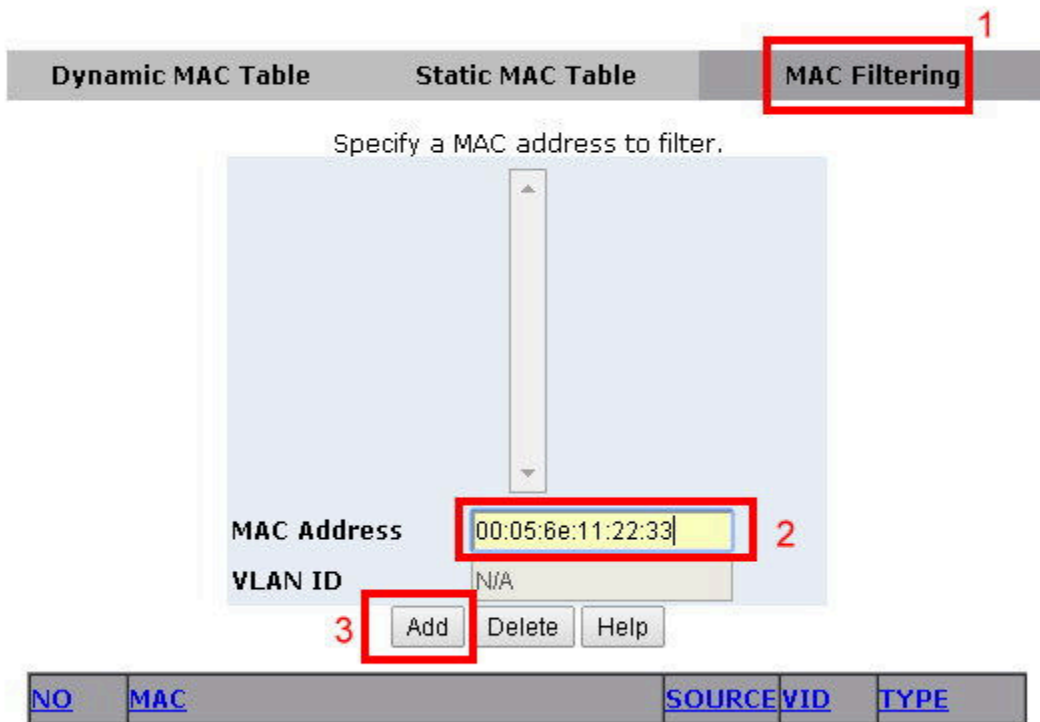 1
Dynamic MAC Table Static MAC Table MAC Filtering
Specify a MAC address to filter.
MAC Address 00:05:6e:11:22:33 2
VLAN ID N/A
3 Add Delete Help
NO MAC SOURCE VID TYPE